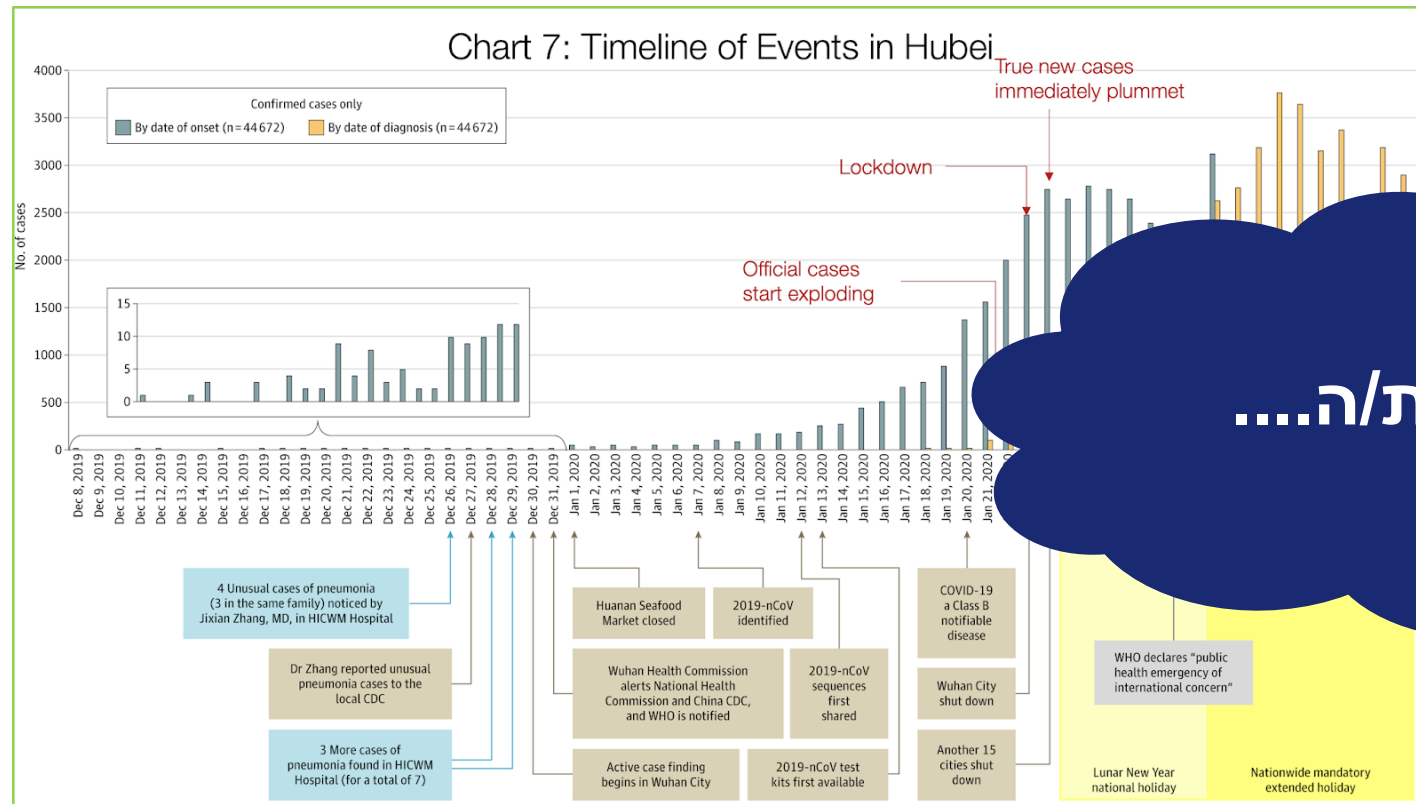 Chart 7: Timeline of Events in Hubei
True new cases
immediately plummet
Confirmed cases only
By date of onset (n=44 672)
By date of diagnosis (n=44 672)
Lockdown
Official cases
start exploding
No. of cases
4000
3500
3000
2500
2000
1500
1000
500
0
15
10
5
0
Dec 8, 2019
Dec 9, 2019
Dec 10, 2019
Dec 11, 2019
Dec 12, 2019
Dec 13, 2019
Dec 14, 2019
Dec 15, 2019
Dec 16, 2019
Dec 17, 2019
Dec 18, 2019
Dec 19, 2019
Dec 20, 2019
Dec 21, 2019
Dec 22, 2019
Dec 23, 2019
Dec 24, 2019
Dec 25, 2019
Dec 26, 2019
Dec 27, 2019
Dec 28, 2019
Dec 29, 2019
Dec 30, 2019
Dec 31, 2019
Jan 1, 2020
Jan 2, 2020
Jan 3, 2020
Jan 4, 2020
Jan 5, 2020
Jan 6, 2020
Jan 7, 2020
Jan 8, 2020
Jan 9, 2020
Jan 10, 2020
Jan 11, 2020
Jan 12, 2020
Jan 13, 2020
Jan 14, 2020
Jan 15, 2020
Jan 16, 2020
Jan 17, 2020
Jan 18, 2020
Jan 19, 2020
Jan 20, 2020
Jan 21, 2020
ת/ה....
4 Unusual cases of pneumonia
(3 in the same family) noticed by
Jixian Zhang, MD, in HICWM
Hospital
Dr Zhang reported unusual
pneumonia cases to the
local CDC
3 More cases of
pneumonia found in HICWM
Hospital (for a total of 7)
Huanan Seafood
Market closed
2019-nCoV
identified
Wuhan Health Commission
alerts National Health
Commission and China CDC,
and WHO is notified
2019-nCoV
sequences
first
shared
Active case finding
begins in Wuhan City
2019-nCoV test
kits first available
COVID-19
a Class B
notifiable
disease
Wuhan City
shut down
Another 15
cities shut
down
WHO declares "public
health emergency of
international concern"
Lunar New Year
national holiday
Nationwide mandatory
extended holiday